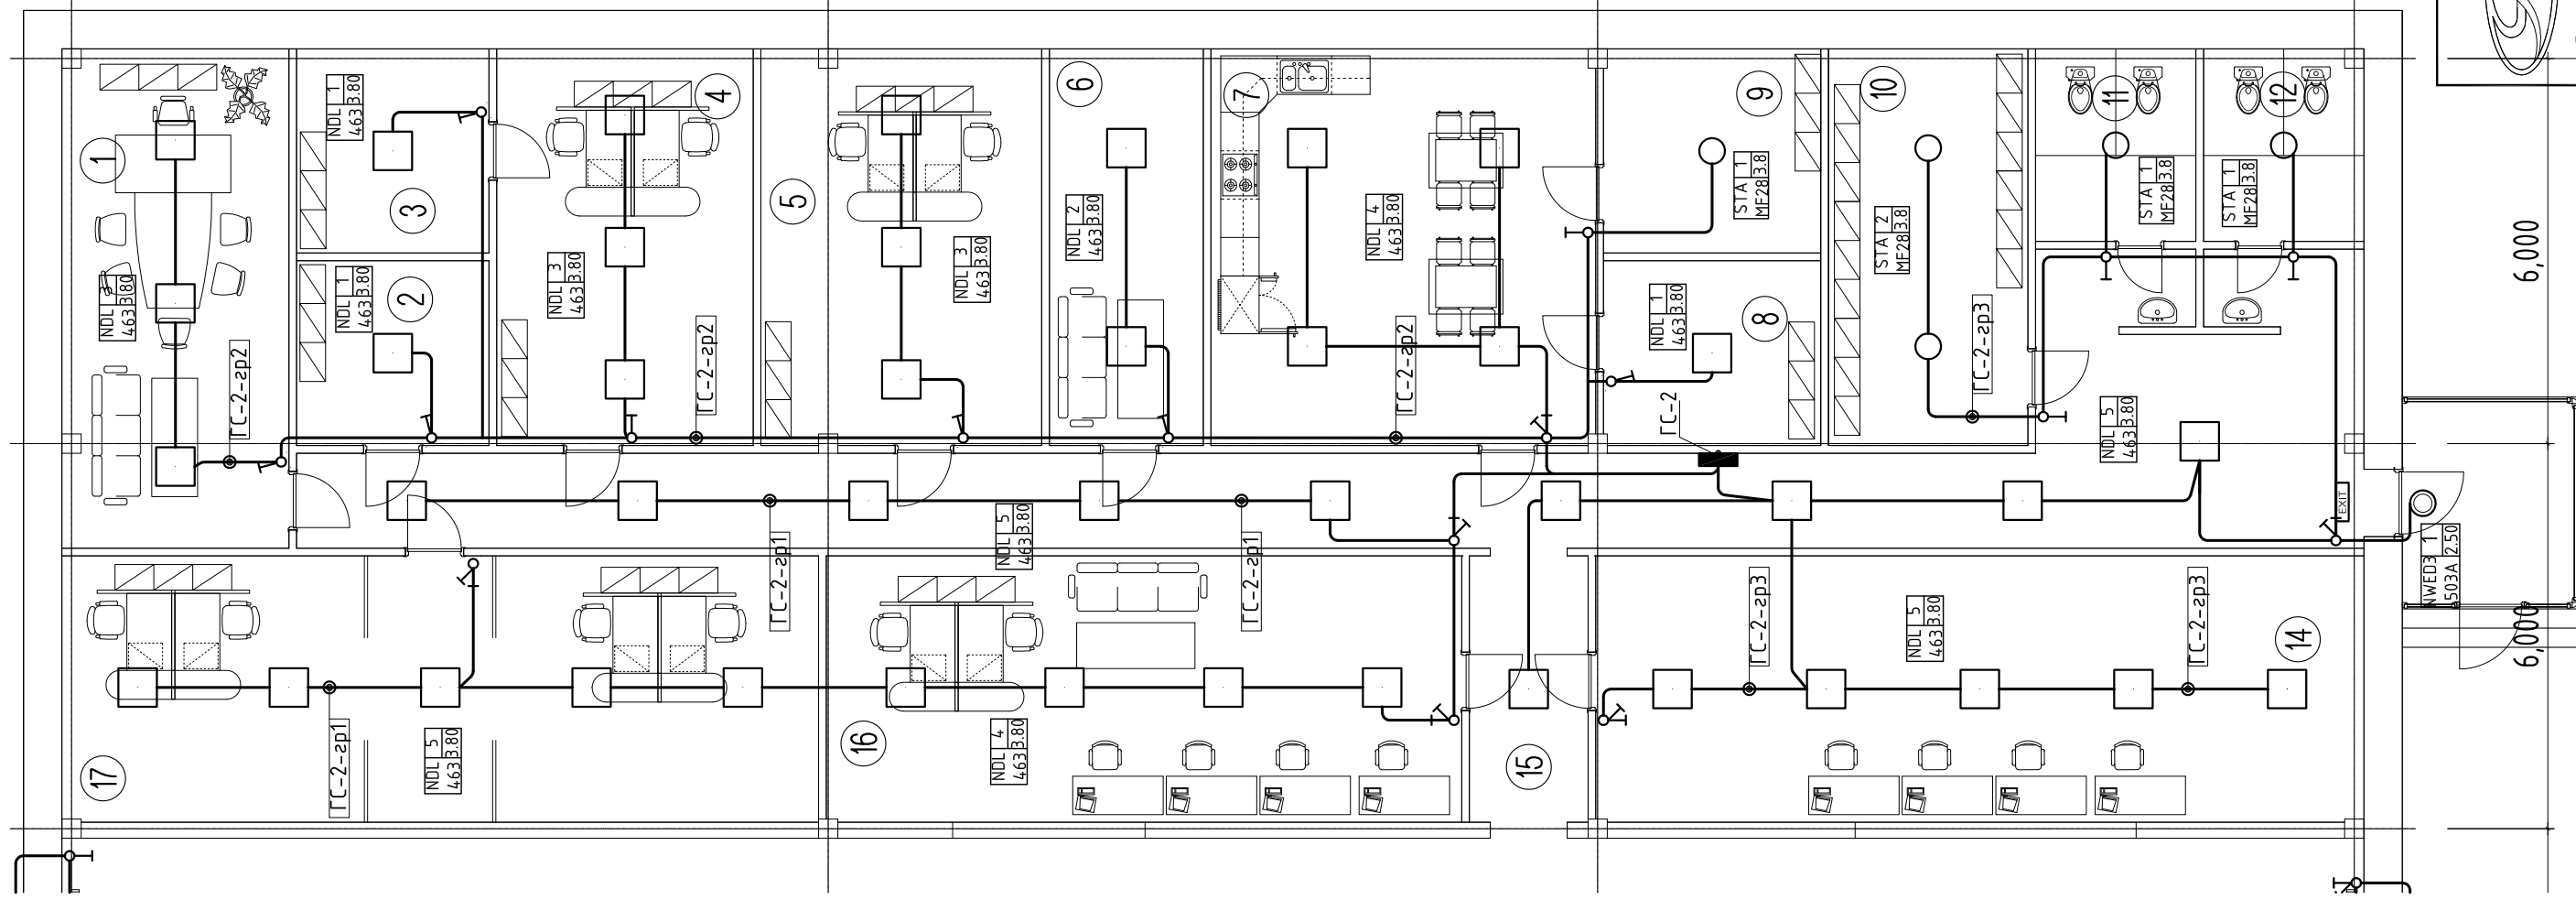 1
NDL 3
463 3.80
ГС-2-гр2
NDL 1
463 3.80
3
NDL 1
463 3.80
2
4
NDL 3
463 3.80
ГС-2-гр2
5
NDL 3
463 3.80
6
NDL 2
463 3.80
7
NDL 4
463 3.80
ГС-2-гр2
9
STA 1
MF28 3.8
NDL 1
463 3.80
8
ГС-2
10
STA 2
MF28 3.8
ГС-2-гр3
11
STA 1
MF28 3.8
12
STA 1
MF28 3.8
NDL 5
463 3.80
EXIT
NWED3 1
503A 2.50
6,000
6,000
NDL 5
463 3.80
ГС-2-гр1
ГС-2-гр1
17
ГС-2-гр1
NDL 5
463 3.80
16
NDL 4
463 3.80
15
ГС-2-гр3
NDL 5
463 3.80
ГС-2-гр3
14